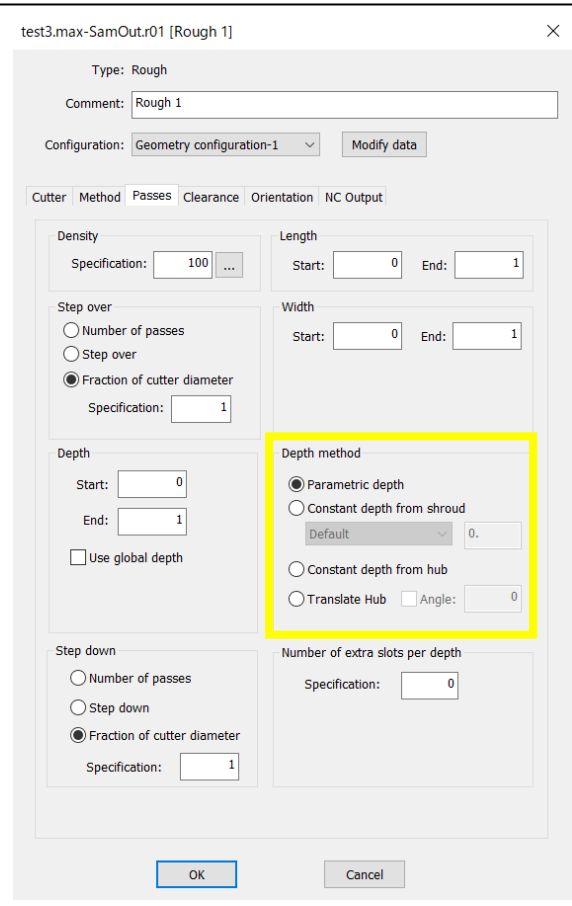 test3.max-SamOut.r01 [Rough 1]
Type: Rough
Comment: Rough 1
Configuration: Geometry configuration-1 Modify data
Cutter Method Passes Clearance Orientation NC Output
Density
Specification: 100 ...
Length
Start: 0 End: 1
Step over
Number of passes
Step over
Fraction of cutter diameter
Specification: 1
Width
Start: 0 End: 1
Depth
Start: 0
End: 1
Use global depth
Depth method
Parametric depth
Constant depth from shroud
Default 0.
Constant depth from hub
Translate Hub Angle: 0
Step down
Number of passes
Step down
Fraction of cutter diameter
Specification: 1
Number of extra slots per depth
Specification: 0
OK Cancel